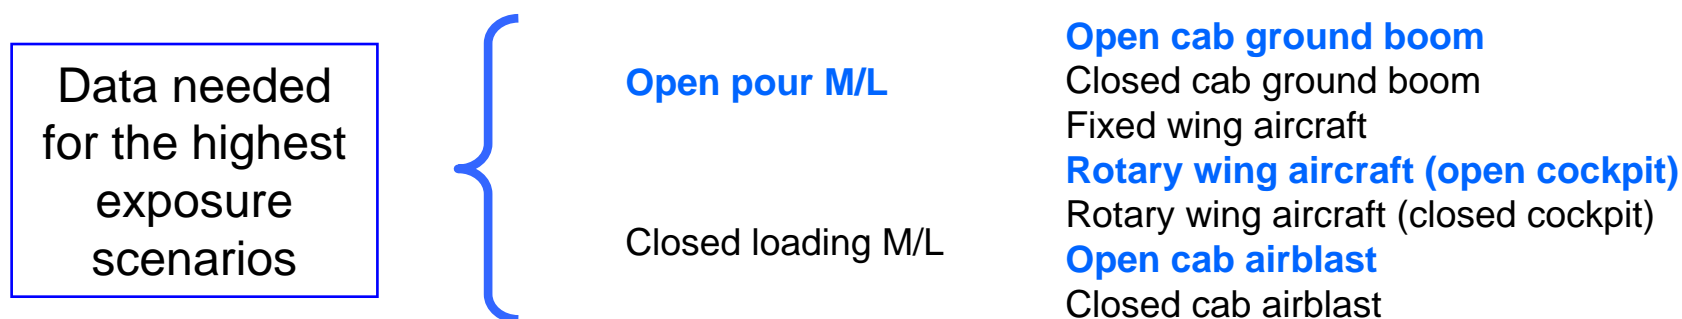 Data needed
for the highest
exposure
scenarios
Open pour M/L
Closed loading M/L
Open cab ground boom
Closed cab ground boom
Fixed wing aircraft
Rotary wing aircraft (open cockpit)
Rotary wing aircraft (closed cockpit)
Open cab airblast
Closed cab airblast